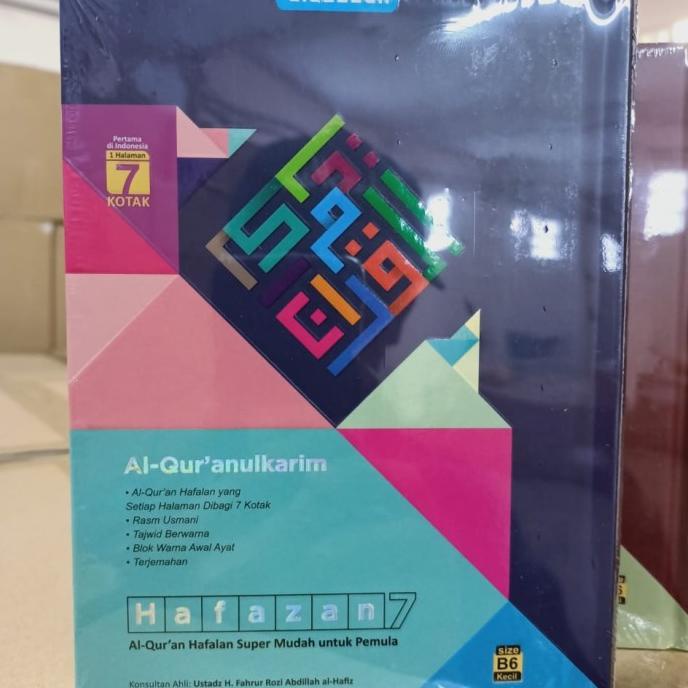 Pertama
di Indonesia
1 Halaman
7
KOTAK
Al-Qur'anulkarim
• Al-Qur'an Hafalan yang
Setiap Halaman Dibagi 7 Kotak
• Rasm Usmani
• Tajwid Berwarna
• Blok Warna Awal Ayat
• Terjemahan
Hafazan7
Al-Qur'an Hafalan Super Mudah untuk Pemula
Konsultan Ahli: Ustadz H. Fahrur Rozi Abdillah al-Hafiz
size
B6
Kecil